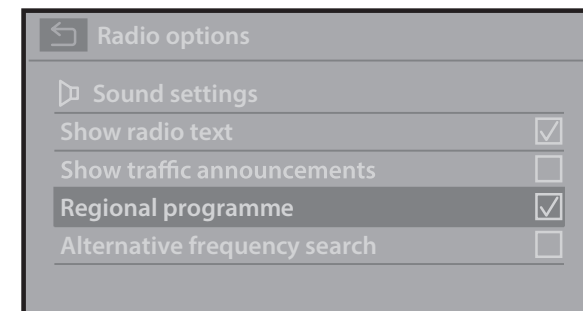 Radio options
Sound settings
Show radio text
Show traffic announcements
Regional programme
Alternative frequency search